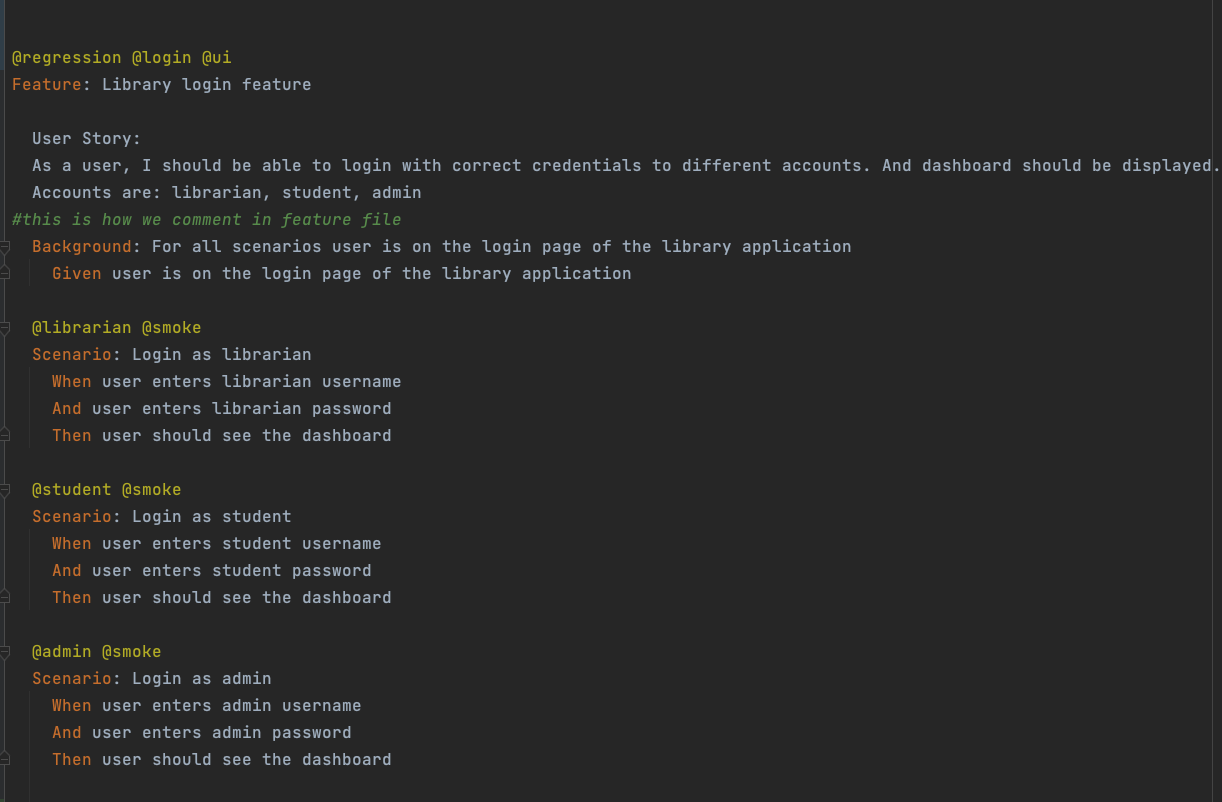 @regression @login @ui
Feature: Library login feature
User Story:
As a user, I should be able to login with correct credentials to different accounts. And dashboard should be displayed.
Accounts are: librarian, student, admin
#this is how we comment in feature file
Background: For all scenarios user is on the login page of the library application
Given user is on the login page of the library application
@librarian @smoke
Scenario: Login as librarian
When user enters librarian username
And user enters librarian password
Then user should see the dashboard
@student @smoke
Scenario: Login as student
When user enters student username
And user enters student password
Then user should see the dashboard
@admin @smoke
Scenario: Login as admin
When user enters admin username
And user enters admin password
Then user should see the dashboard